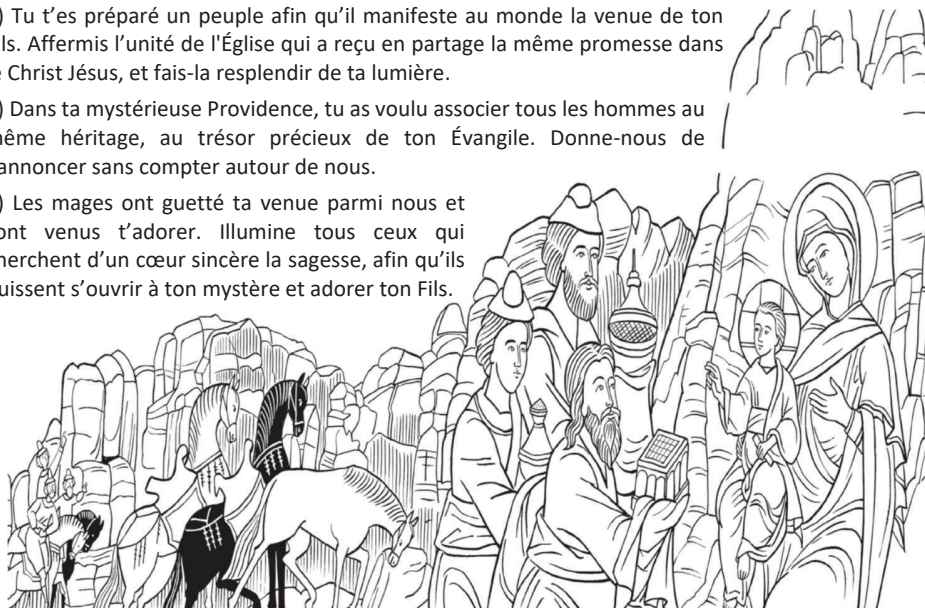 ) Tu t'es préparé un peuple afin qu'il manifeste au monde la venue de ton
ls. Affermis l’unité de l'Église qui a reçu en partage la même promesse dans
e Christ Jésus, et fais-la resplendir de ta lumière.
) Dans ta mystérieuse Providence, tu as voulu associer tous les hommes au
ême héritage, au trésor précieux de ton Évangile. Donne-nous de
annoncer sans compter autour de nous.
) Les mages ont guetté ta venue parmi nous et
ont venus t’adorer. Illumine tous ceux qui
herchent d’un cœur sincère la sagesse, afin qu’ils
uissent s’ouvrir à ton mystère et adorer ton Fils.